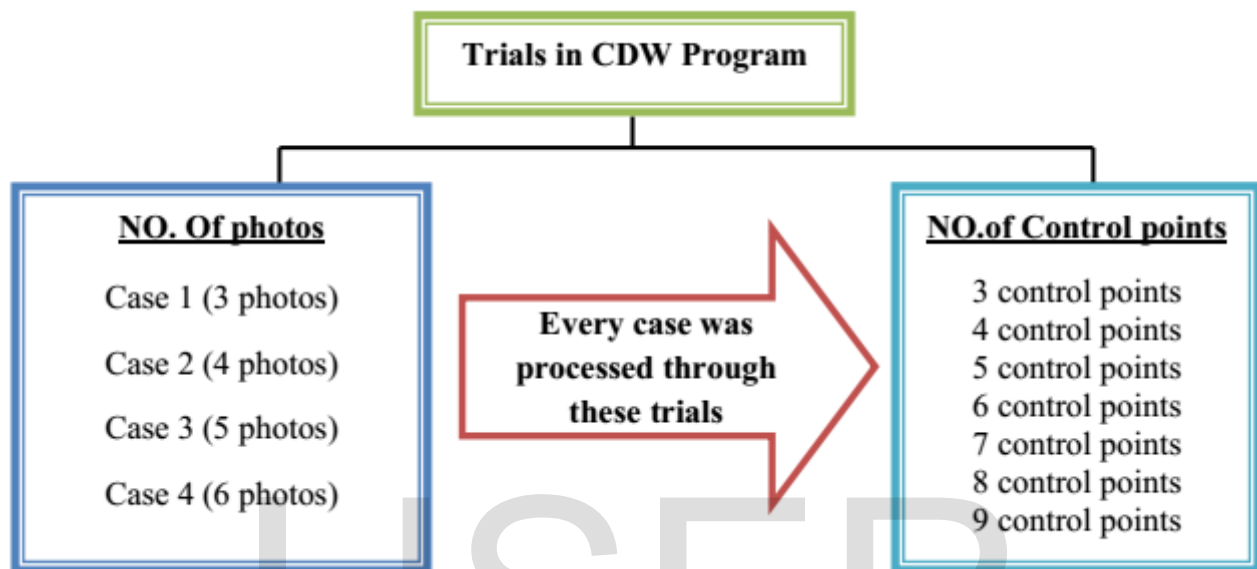 Trials in CDW Program
NO. Of photos
Case 1 (3 photos)
Case 2 (4 photos)
Case 3 (5 photos)
Case 4 (6 photos)
Every case was
processed through
these trials
NO.of Control points
3 control points
4 control points
5 control points
6 control points
7 control points
8 control points
9 control points